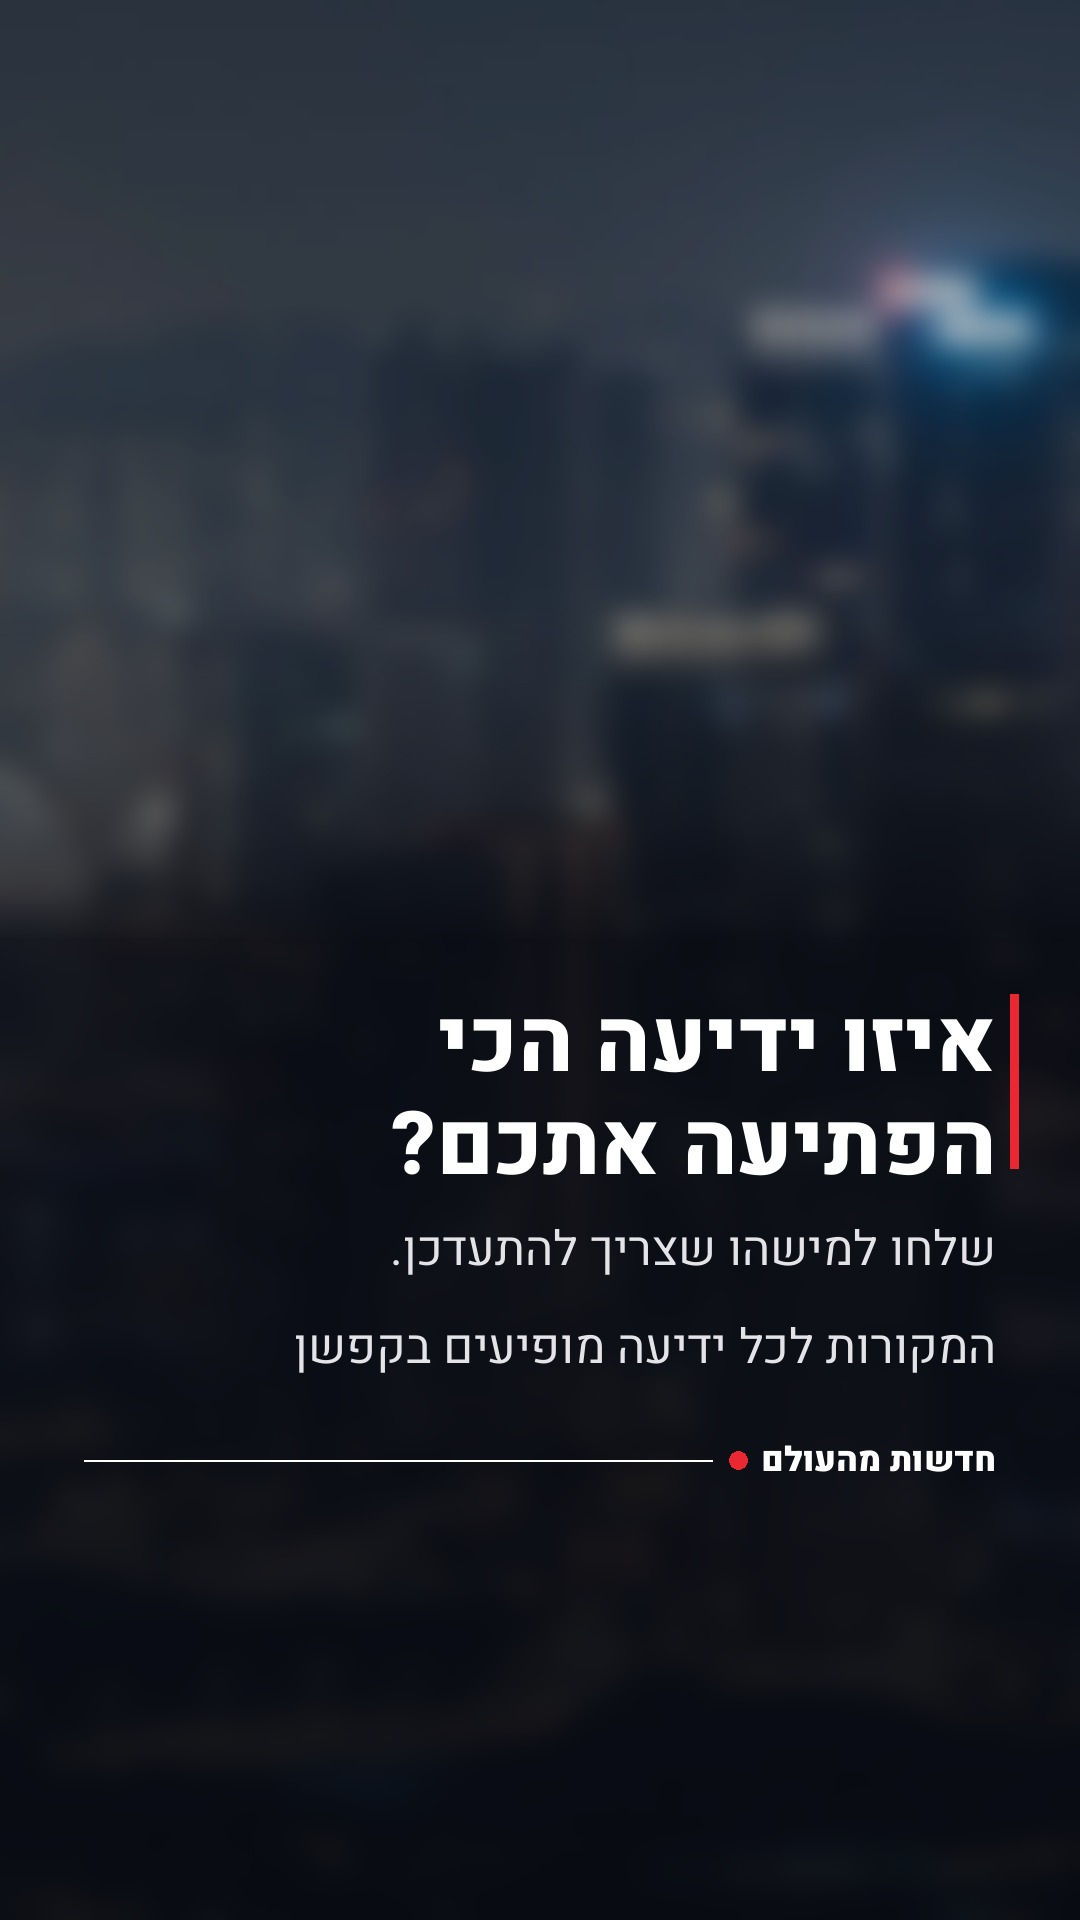 איזו ידיעה הכי
הפתיעה אתכם?
שלחו למישהו שצריך להתעדכן.
המקורות לכל ידיעה מופיעים בקפשן
חדשות מהעולם